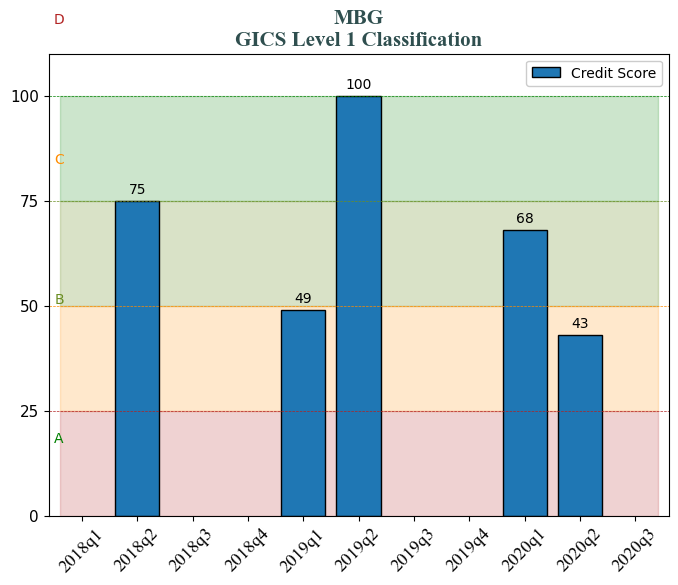 D
MBG
GICS Level 1 Classification
Credit Score
100
75
50
25
0
C
B
A
75
49
100
68
43
2018q1
2018q2
2018q3
2018q4
2019q1
2019q2
2019q3
2019q4
2020q1
2020q2
2020q3